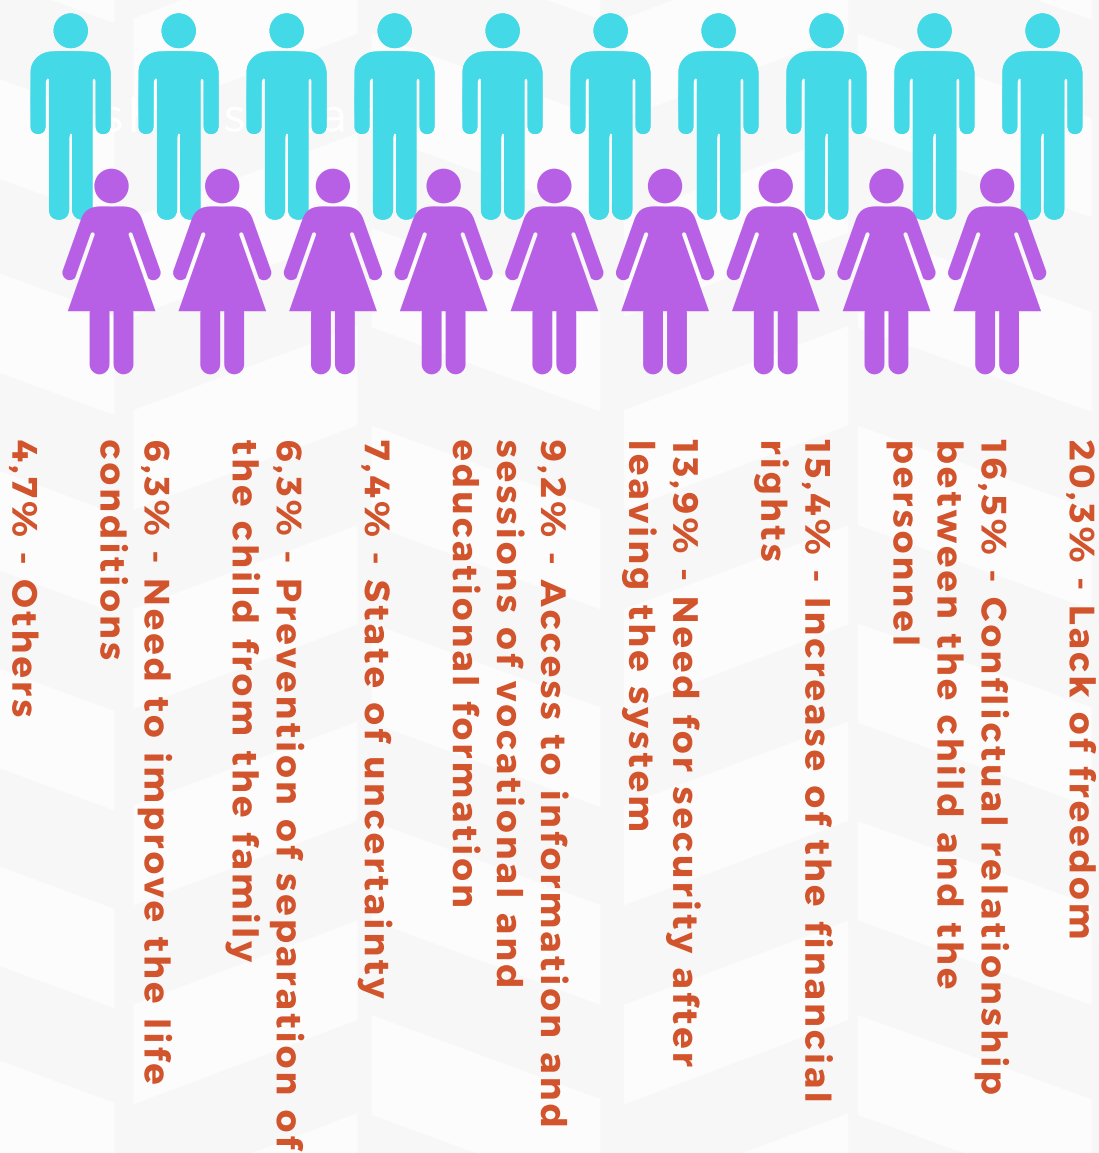 20,3% - Lack of freedom
16,5% - Conflictual relationship
between the child and the
personnel
15,4% - Increase of the financial
rights
13,9% - Need for security after
leaving the system
9,2% - Access to information and
sessions of vocational and
educational formation
7,4% - State of uncertainty
6,3% - Prevention of separation of
the child from the family
6,3% - Need to improve the life
conditions
4,7% - Others